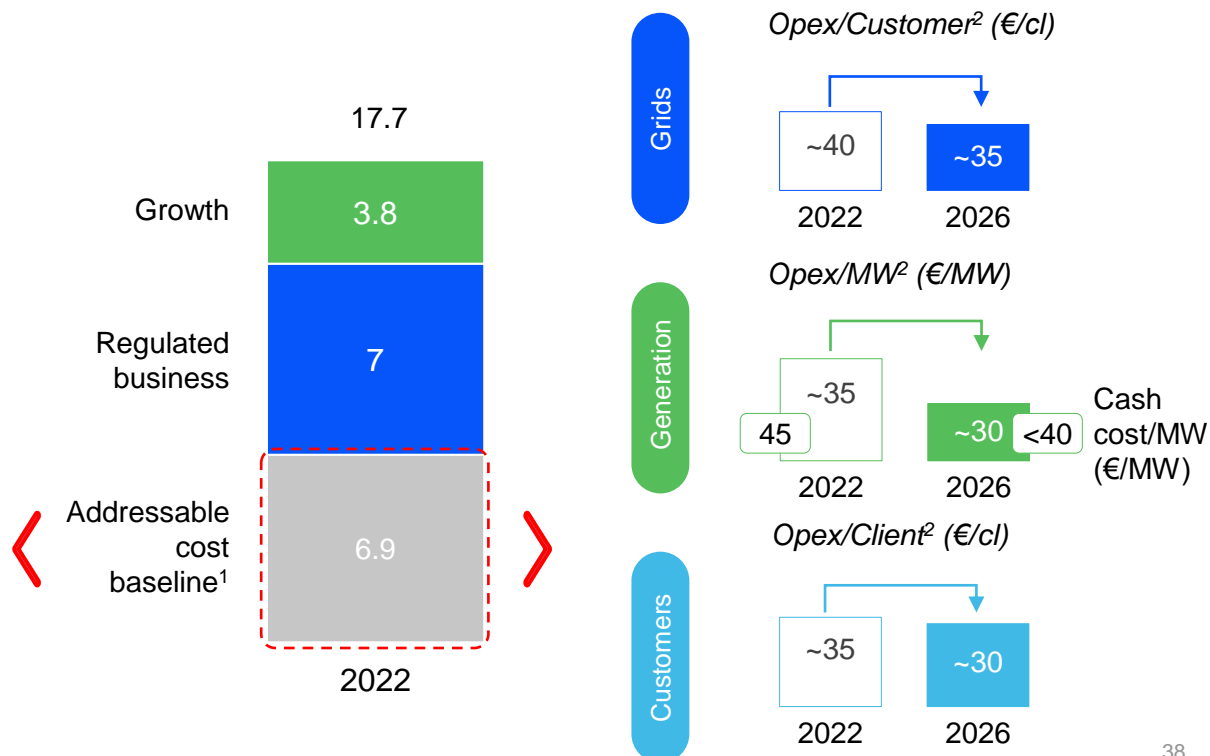 17.7
Growth
3.8
Regulated
business
7
Addressable
cost
baseline¹
6.9
2022
Grids
Opex/Customer² (€/cl)
~40
~35
2022
2026
Generation
Opex/MW² (€/MW)
~35
45
~30
<40
Cash
cost/MW
(€/MW)
2022
2026
Customers
Opex/Client² (€/cl)
~35
~30
2022
2026
38